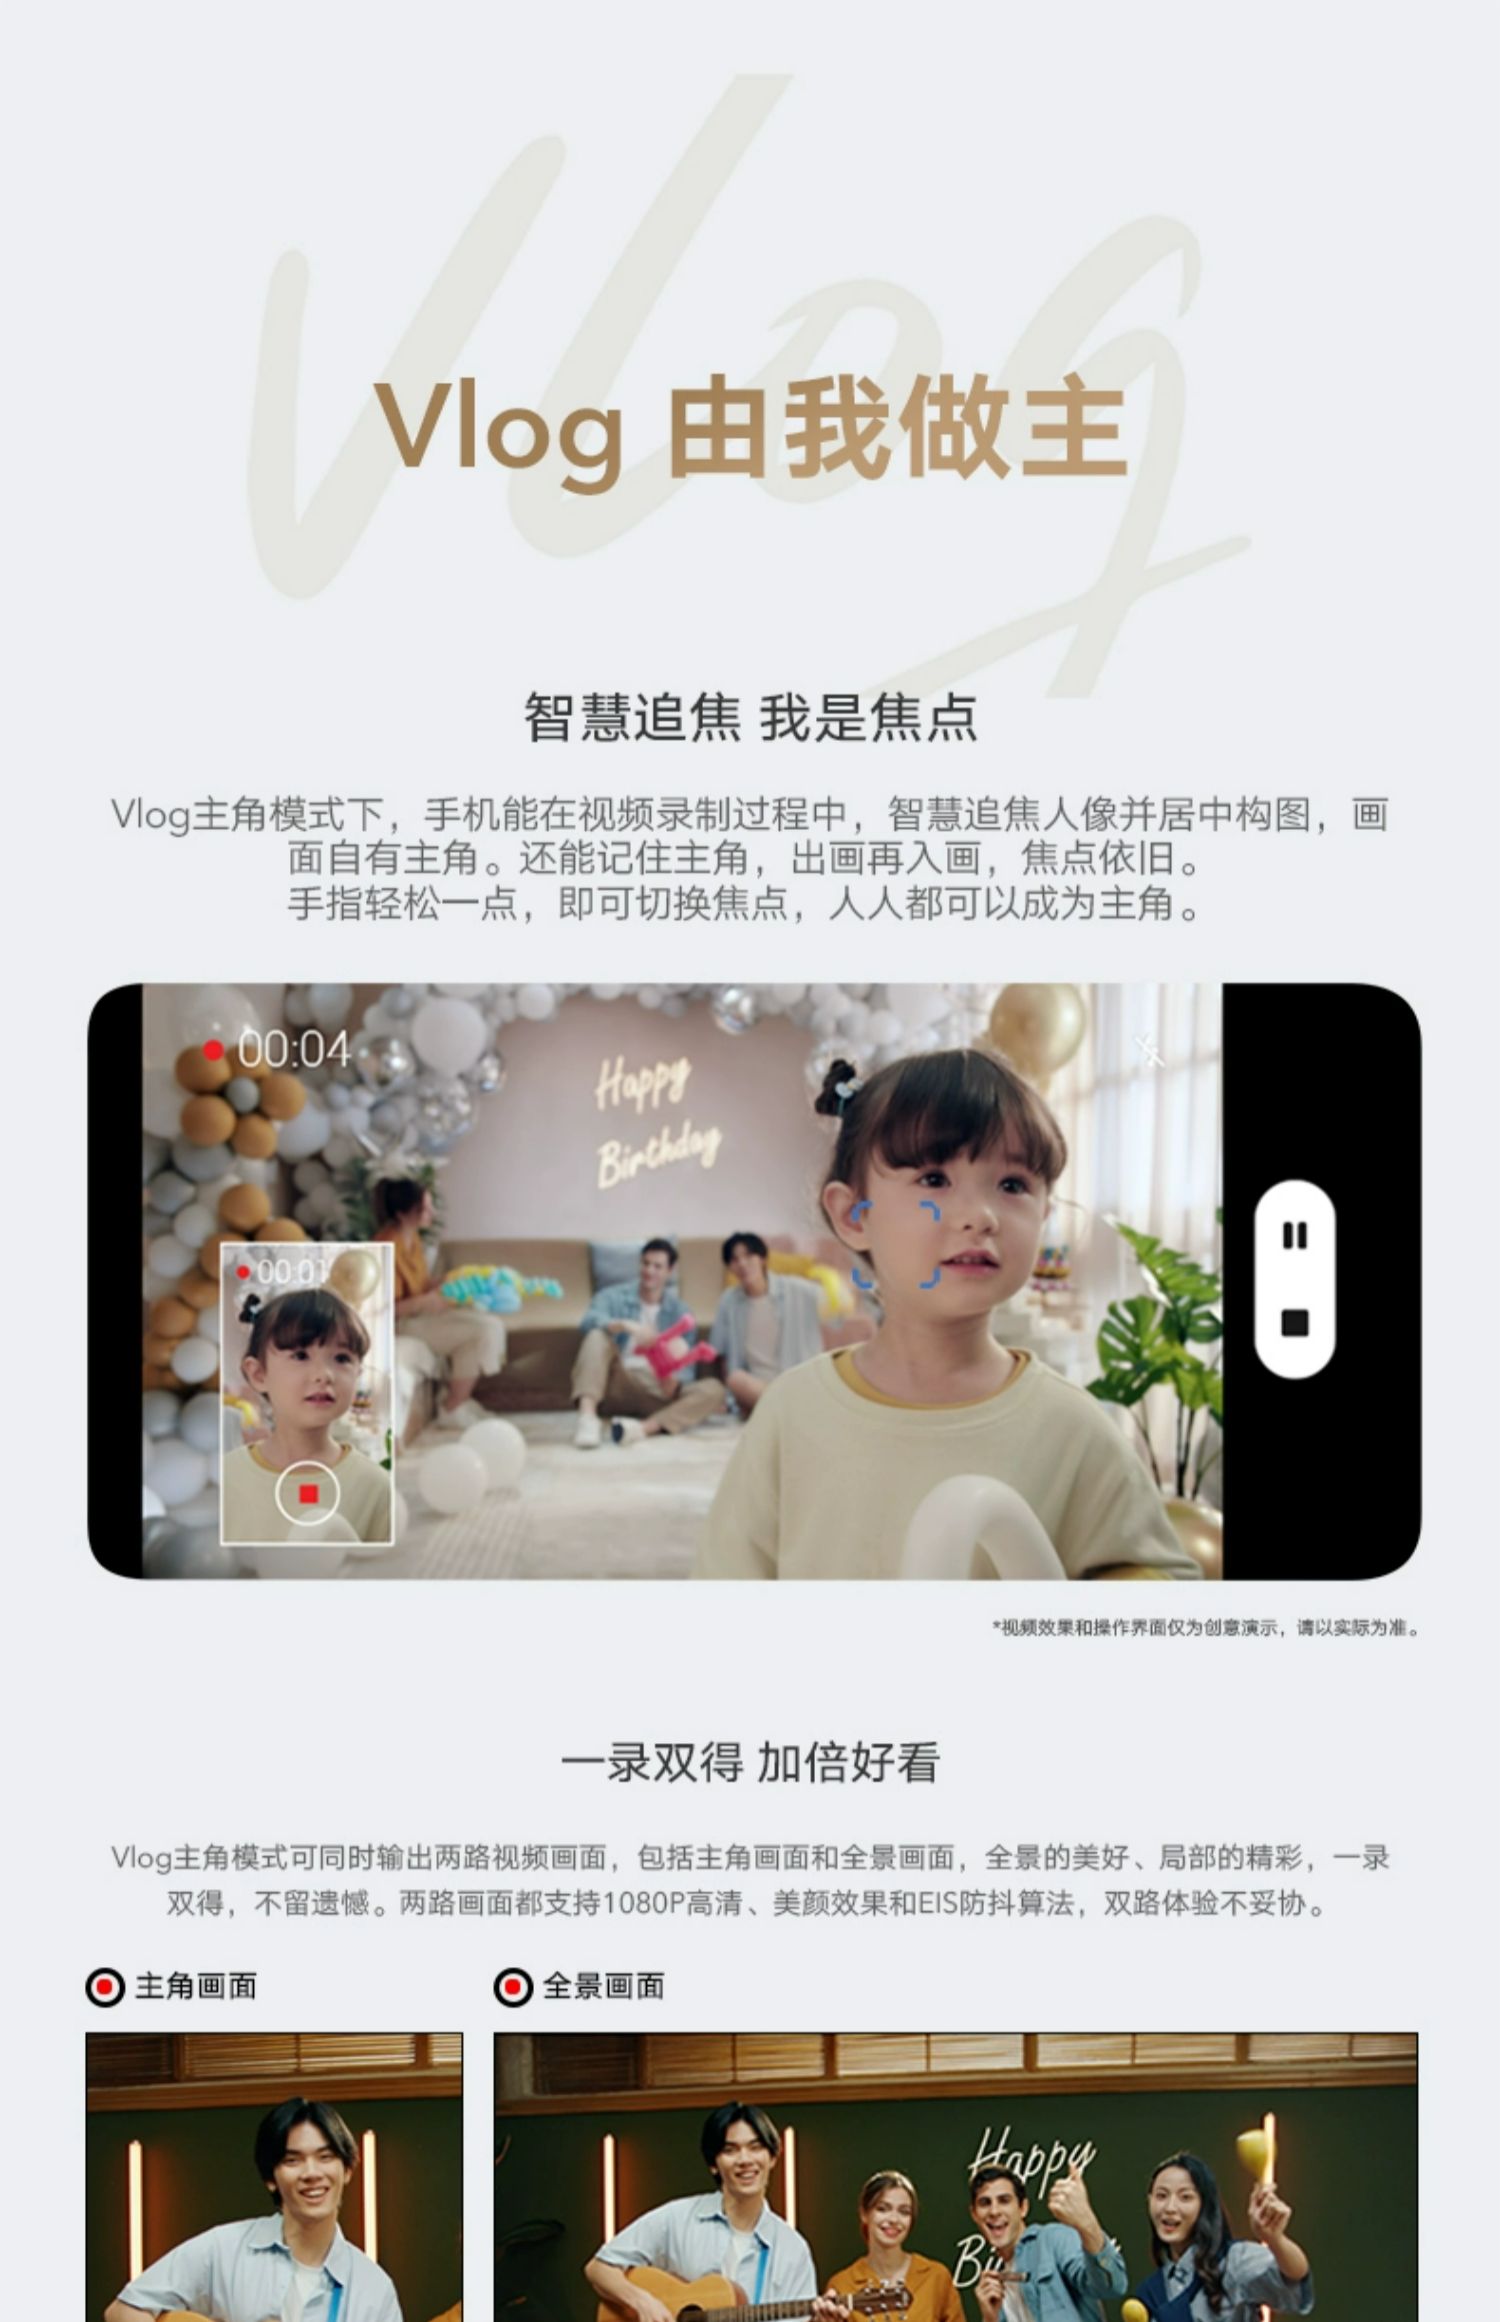 Vlog
Vlog 由我做主
智慧追焦 我是焦点
Vlog主角模式下，手机能在视频录制过程中，智慧追焦人像并居中构图，画
面自有主角。还能记住主角，出画再入画，焦点依旧。
手指轻松一点，即可切换焦点，人人都可以成为主角。
00:04
Happy
Birthday
00:01
*视频效果和操作界面仅为创意演示，请以实际为准。
一录双得 加倍好看
Vlog主角模式可同时输出两路视频画面，包括主角画面和全景画面，全景的美好、局部的精彩，一录
双得，不留遗憾。两路画面都支持1080P高清、美颜效果和EIS防抖算法，双路体验不妥协。
主角画面
全景画面
Happy